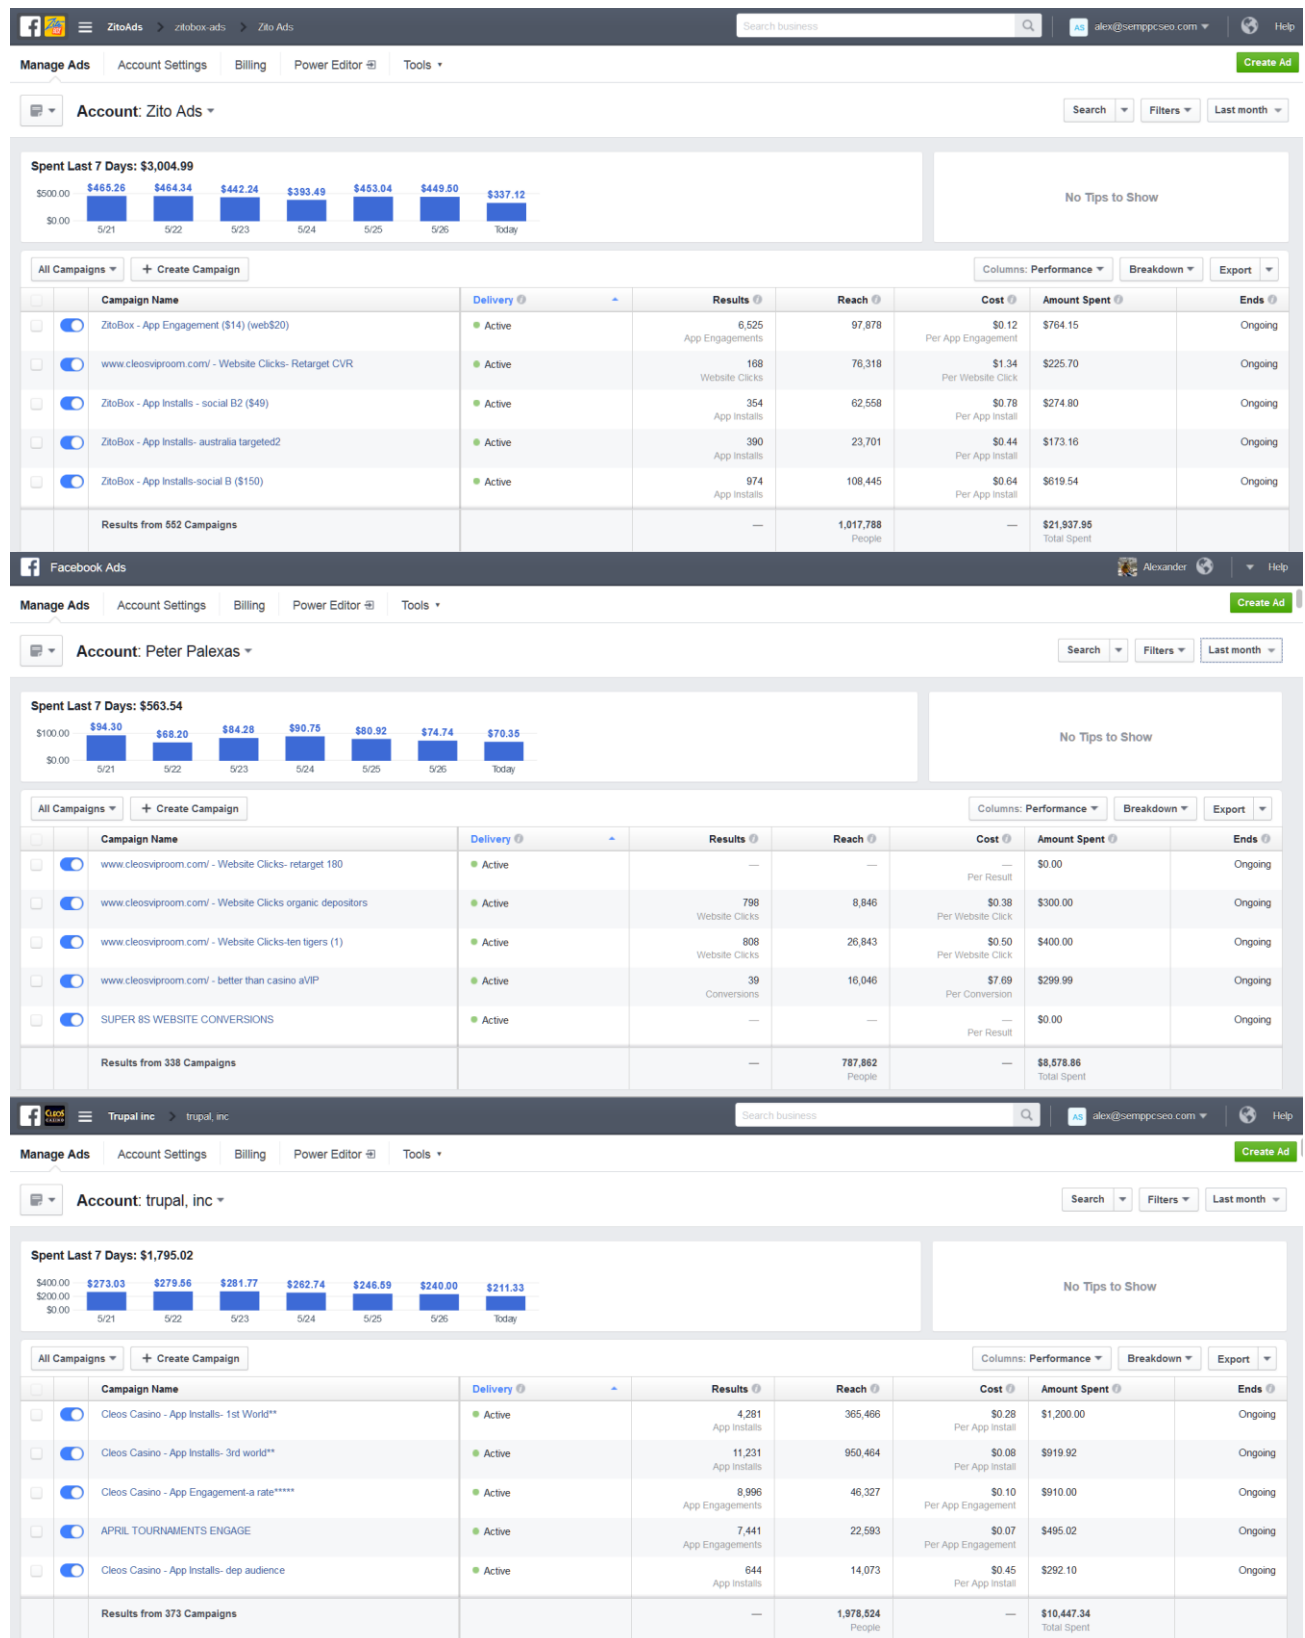 ZitoAds > zitobox-ads > Zito Ads Search business AS alex@semppcseo.com Help
Manage Ads Account Settings Billing Power Editor Tools Create Ad
Account: Zito Ads Search Filters Last month
Spent Last 7 Days: $3,004.99
No Tips to Show
$500.00 $465.26 $464.34 $442.24 $393.49 $453.04 $449.50 $337.12
$0.00
5/21 5/22 5/23 5/24 5/25 5/26 Today
All Campaigns + Create Campaign Columns: Performance Breakdown Export
Campaign Name Delivery Results Reach Cost Amount Spent Ends
ZitoBox - App Engagement ($14) (web$20) Active 6,525 97,878 $0.12 $764.15 Ongoing
App Engagements Per App Engagement
www.cleosviproom.com/ - Website Clicks- Retarget CVR Active 168 76,318 $1.34 $225.70 Ongoing
Website Clicks Per Website Click
ZitoBox - App Installs - social B2 ($49) Active 354 62,558 $0.78 $274.80 Ongoing
App Installs Per App Install
ZitoBox - App Installs- australia targeted2 Active 390 23,701 $0.44 $173.16 Ongoing
App Installs Per App Install
ZitoBox - App Installs-social B ($150) Active 974 108,445 $0.64 $619.54 Ongoing
App Installs Per App Install
Results from 552 Campaigns — 1,017,788 — $21,937.95
People Total Spent
Facebook Ads Alexander Help
Manage Ads Account Settings Billing Power Editor Tools Create Ad
Account: Peter Palexas Search Filters Last month
Spent Last 7 Days: $563.54
No Tips to Show
$100.00 $94.30 $68.20 $84.28 $90.75 $80.92 $74.74 $70.35
$0.00
5/21 5/22 5/23 5/24 5/25 5/26 Today
All Campaigns + Create Campaign Columns: Performance Breakdown Export
Campaign Name Delivery Results Reach Cost Amount Spent Ends
www.cleosviproom.com/ - Website Clicks- retarget 180 Active — — — $0.00 Ongoing
Per Result
www.cleosviproom.com/ - Website Clicks organic depositors Active 798 8,846 $0.38 $300.00 Ongoing
Website Clicks Per Website Click
www.cleosviproom.com/ - Website Clicks-ten tigers (1) Active 808 26,843 $0.50 $400.00 Ongoing
Website Clicks Per Website Click
www.cleosviproom.com/ - better than casino aVIP Active 39 16,046 $7.69 $299.99 Ongoing
Conversions Per Conversion
SUPER 8S WEBSITE CONVERSIONS Active — — — $0.00 Ongoing
Per Result
Results from 338 Campaigns — 787,862 — $8,578.86
People Total Spent
CLEOS CASINO Trupal inc > trupal, inc Search business AS alex@semppcseo.com Help
Manage Ads Account Settings Billing Power Editor Tools Create Ad
Account: trupal, inc Search Filters Last month
Spent Last 7 Days: $1,795.02
No Tips to Show
$400.00 $273.03 $279.56 $281.77 $262.74 $246.59 $240.00 $211.33
$200.00
$0.00
5/21 5/22 5/23 5/24 5/25 5/26 Today
All Campaigns + Create Campaign Columns: Performance Breakdown Export
Campaign Name Delivery Results Reach Cost Amount Spent Ends
Cleos Casino - App Installs- 1st World** Active 4,281 365,466 $0.28 $1,200.00 Ongoing
App Installs Per App Install
Cleos Casino - App Installs- 3rd world** Active 11,231 950,464 $0.08 $919.92 Ongoing
App Installs Per App Install
Cleos Casino - App Engagement-a rate***** Active 8,996 46,327 $0.10 $910.00 Ongoing
App Engagements Per App Engagement
APRIL TOURNAMENTS ENGAGE Active 7,441 22,593 $0.07 $495.02 Ongoing
App Engagements Per App Engagement
Cleos Casino - App Installs- dep audience Active 644 14,073 $0.45 $292.10 Ongoing
App Installs Per App Install
Results from 373 Campaigns — 1,978,524 — $10,447.34
People Total Spent